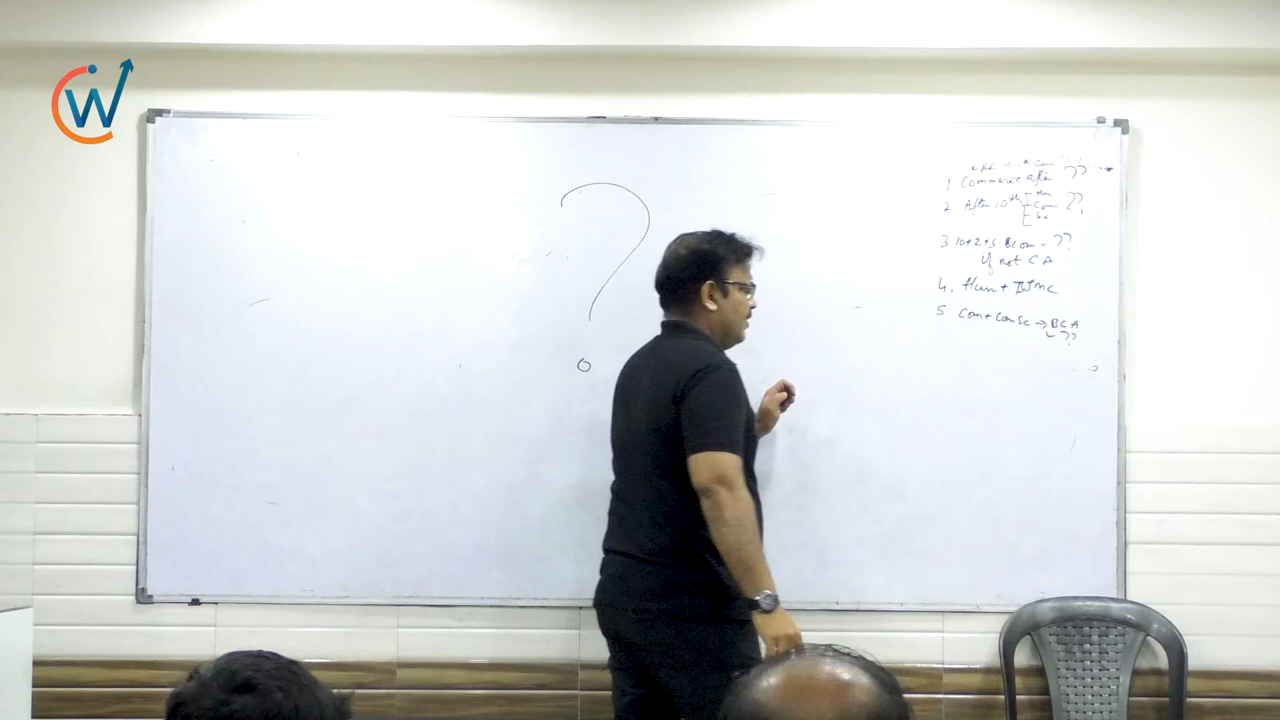 W
?
1 Commerce after ??
2 After 10th Hum
Com ??
Sc
3 10+2+3 Bcom - ??
if not CA
4. Hum + BJMC
5 Com + Com Sc → BCA
??